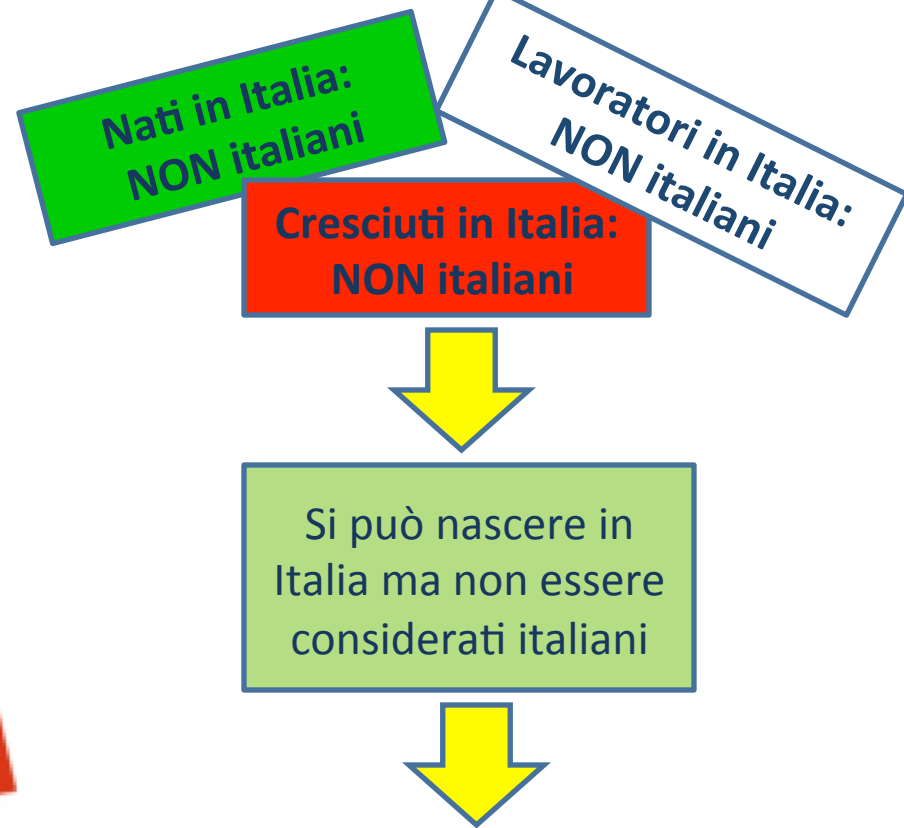 Nati in Italia:
NON italiani
Lavoratori in Italia:
NON italiani
Cresciuti in Italia:
NON italiani
Si può nascere in
Italia ma non essere
considerati italiani